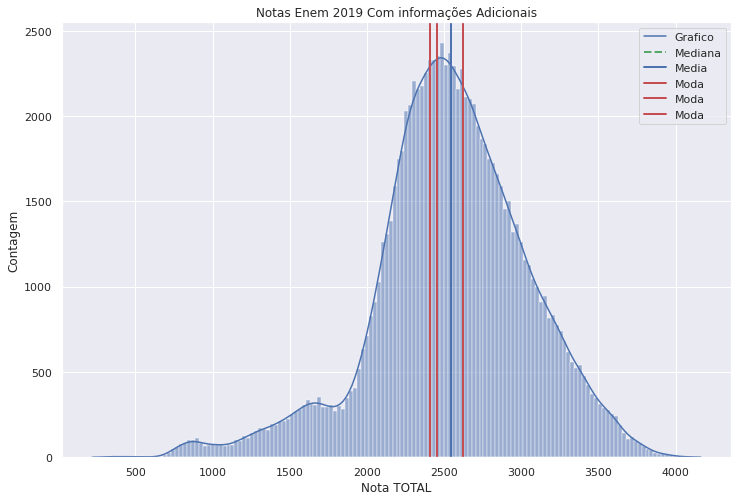 Notas Enem 2019 Com informações Adicionais
Grafico
Mediana
Media
Moda
Moda
Moda
Contagem
2500
2000
1500
1000
500
0
500
1000
1500
2000
2500
3000
3500
4000
Nota TOTAL